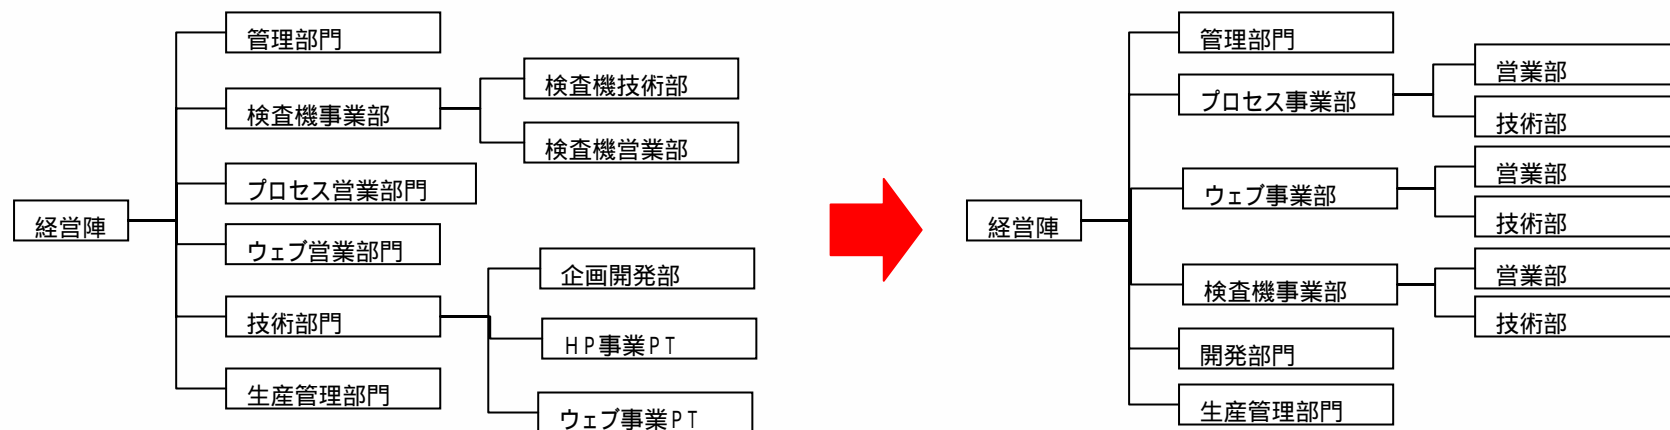 管理部門
検査機事業部
検査機技術部
検査機営業部
プロセス営業部門
経営陣
ウェブ営業部門
企画開発部
技術部門
HP事業PT
生産管理部門
ウェブ事業PT
管理部門
プロセス事業部
営業部
技術部
経営陣
ウェブ事業部
営業部
技術部
検査機事業部
営業部
技術部
開発部門
生産管理部門